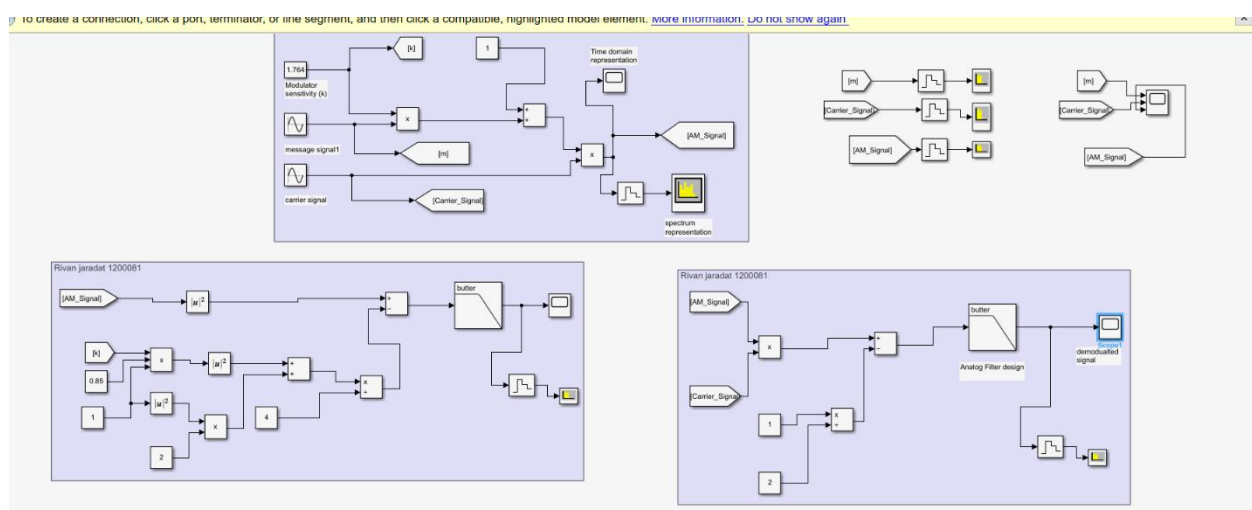 To create a connection, click a port, terminator, or line segment, and then click a compatible, highlighted model element. More information. Do not show again
[k]
1
Time domain
representation
1.764
Modulator
sensitivity (k)
x
+
+
message signal1
[m]
x
[AM_Signal]
carrier signal
[Carrier_Signal]
spectrum
representation
[m]
[Carrier_Signal]
[AM_Signal]
[m]
[Carrier_Signal]
[AM_Signal]
Rivan jaradat 1200081
[AM_Signal]
|u|²
+
−
butter
[k]
0.85
1
x
|u|²
|u|²
2
x
+
+
4
x
÷
Rivan jaradat 1200081
[AM_Signal]
[Carrier_Signal]
x
+
−
butter
Analog Filter design
Scope1
demodualted
signal
1
2
x
÷